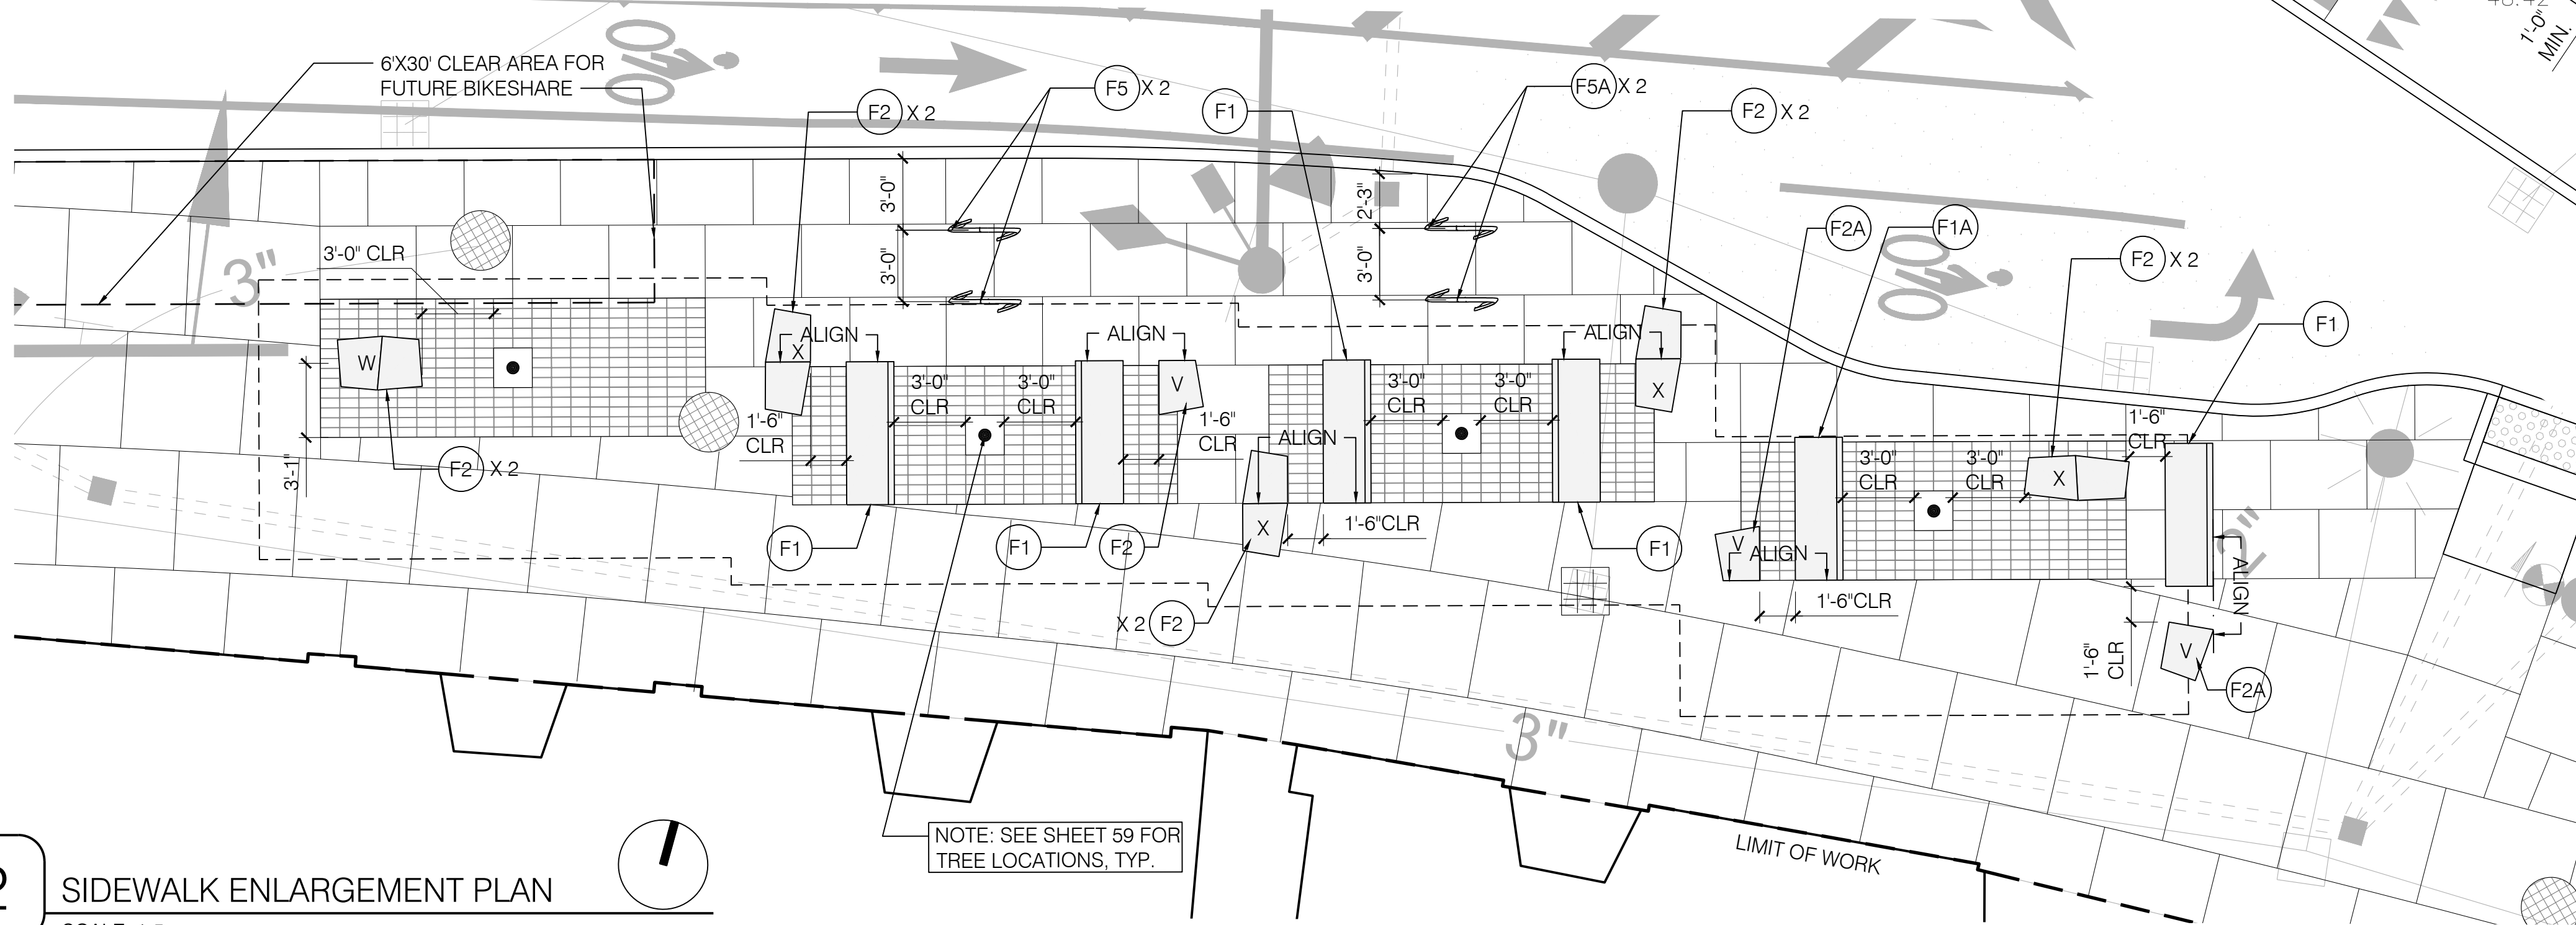 6'X30' CLEAR AREA FOR
FUTURE BIKESHARE
F2 X 2
F5 X 2
F1
F5A X 2
F2 X 2
1'-0"
MIN.
3'-0"
2'-3"
F2A
F1A
3'-0" CLR
3"
3'-0"
3'-0"
F2 X 2
F1
ALIGN
ALIGN
ALIGN
X
W
V
X
3'-0"
CLR
3'-0"
CLR
3'-0"
CLR
3'-0"
CLR
1'-6"
CLR
1'-6"
CLR
1'-6"
CLR
ALIGN
3'-1"
F2 X 2
3'-0"
CLR
3'-0"
CLR
X
X
1'-6"CLR
F1
F1
F2
F1
V
ALIGN
2"
ALIGN
1'-6"CLR
X 2 F2
1'-6"
CLR
V
F2A
3"
NOTE: SEE SHEET 59 FOR
TREE LOCATIONS, TYP.
LIMIT OF WORK
SIDEWALK ENLARGEMENT PLAN